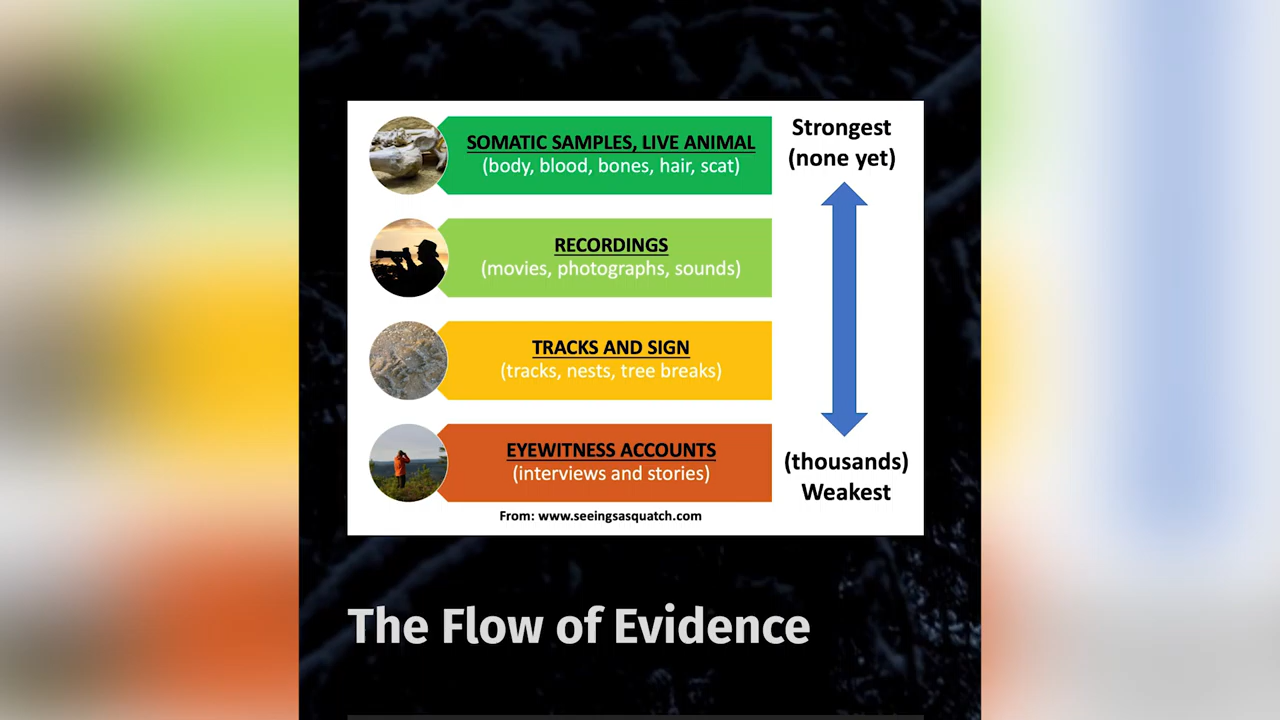 SOMATIC SAMPLES, LIVE ANIMAL
(body, blood, bones, hair, scat)
Strongest
(none yet)
RECORDINGS
(movies, photographs, sounds)
TRACKS AND SIGN
(tracks, nests, tree breaks)
EYEWITNESS ACCOUNTS
(interviews and stories)
(thousands)
Weakest
From: www.seeingsasquatch.com
The Flow of Evidence